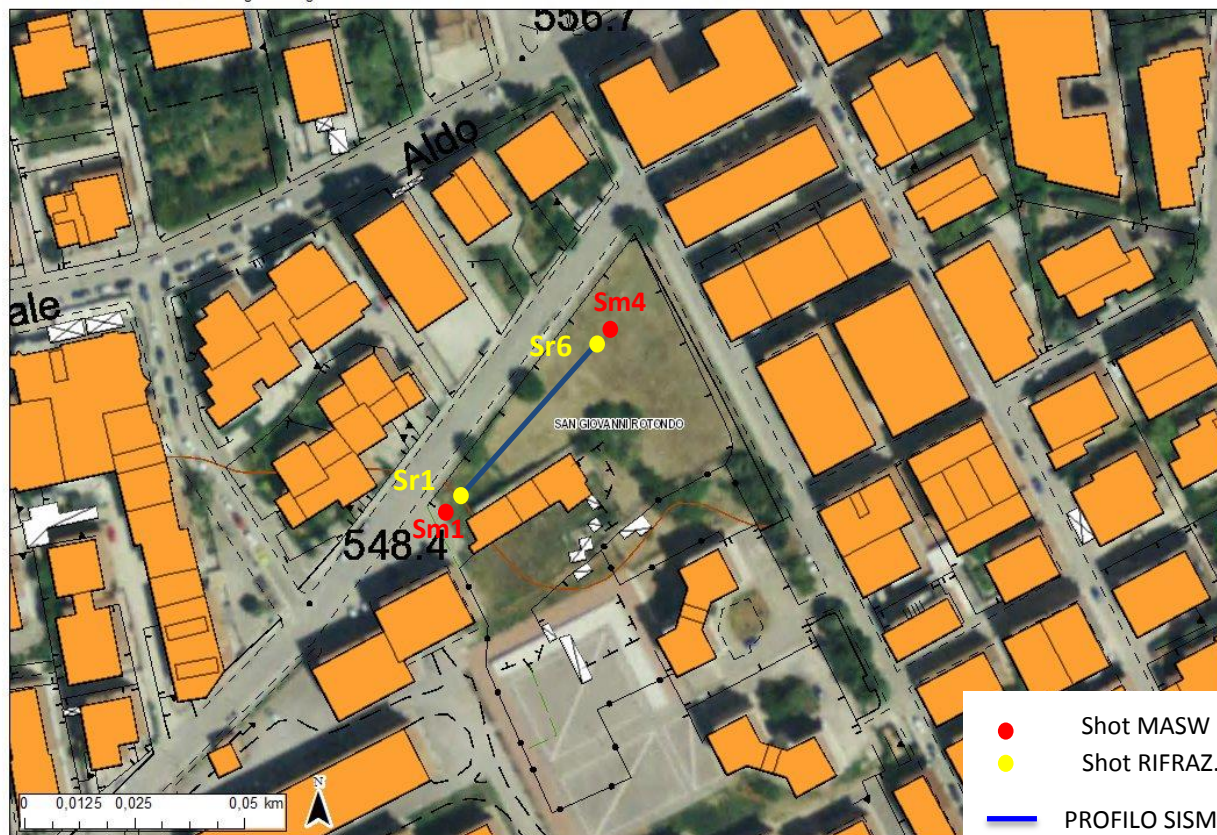 556.7
Aldo
ale
Sm4
Sr6
SAN GIOVANNI ROTONDO
Sr1
Sm1
548.4
Shot MASW
Shot RIFRAZ.
PROFILO SISM
N
0 0,0125 0,025 0,05 km